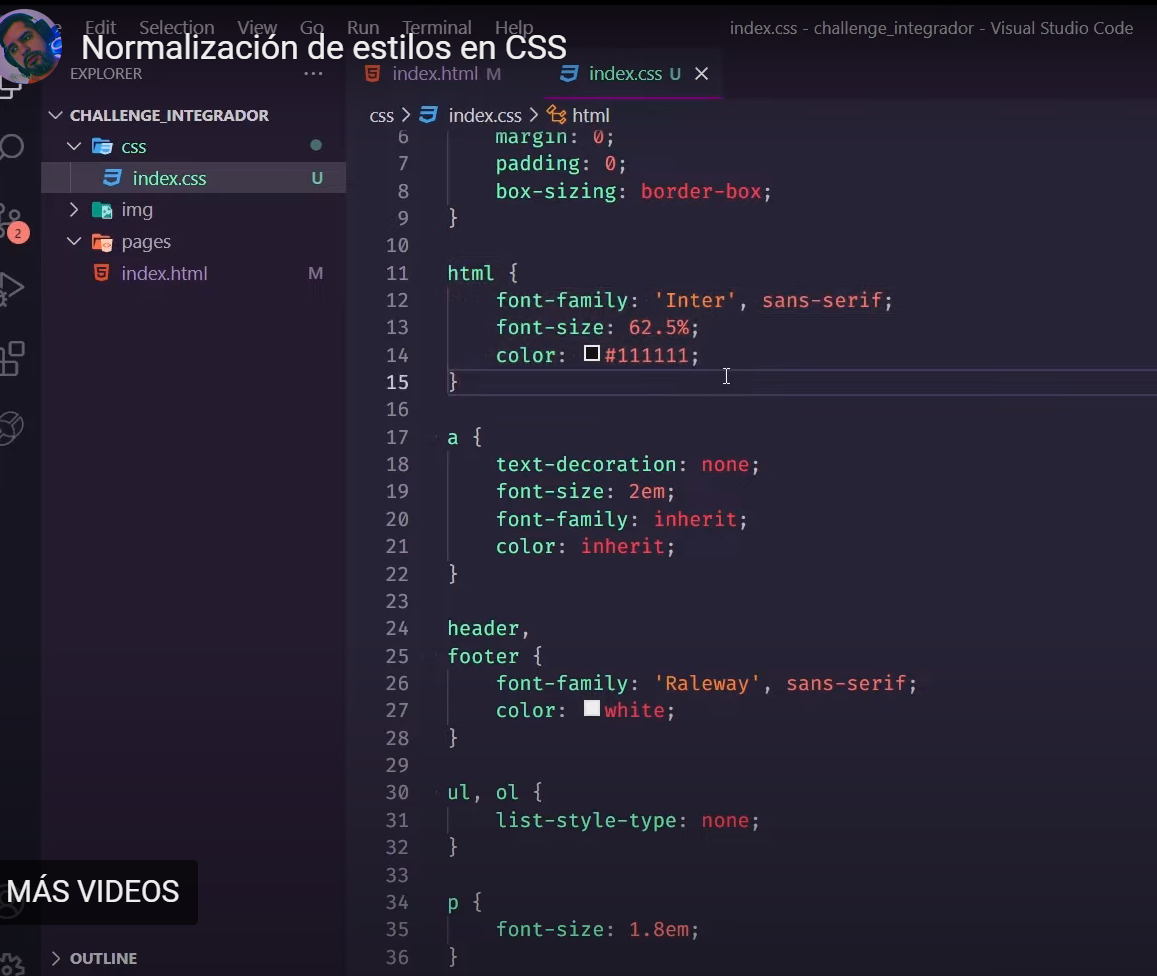 Edit Selection View Go Run Terminal Help
index.css - challenge_integrador - Visual Studio Code
Normalización de estilos en CSS
EXPLORER ...
index.html M
index.css U
CHALLENGE_INTEGRADOR
css
index.css U
img
pages
index.html M
2
css > index.css > html
6 margin: 0;
7 padding: 0;
8 box-sizing: border-box;
9 }
10
11 html {
12 font-family: 'Inter', sans-serif;
13 font-size: 62.5%;
14 color: #111111;
15 }
16
17 a {
18 text-decoration: none;
19 font-size: 2em;
20 font-family: inherit;
21 color: inherit;
22 }
23
24 header,
25 footer {
26 font-family: 'Raleway', sans-serif;
27 color: white;
28 }
29
30 ul, ol {
31 list-style-type: none;
32 }
33
34 p {
35 font-size: 1.8em;
36 }
MÁS VIDEOS
OUTLINE